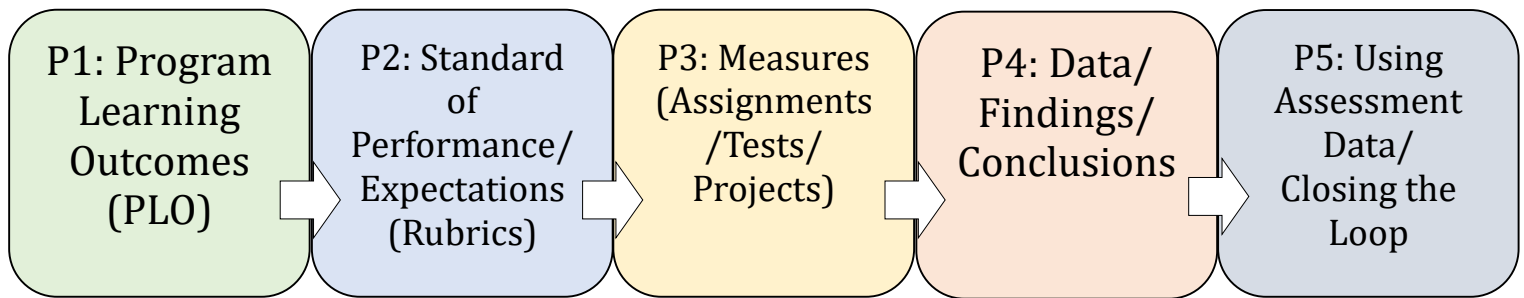 P1: Program
Learning
Outcomes
(PLO)
P2: Standard
of
Performance/
Expectations
(Rubrics)
P3: Measures
(Assignments
/Tests/
Projects)
P4: Data/
Findings/
Conclusions
P5: Using
Assessment
Data/
Closing the
Loop